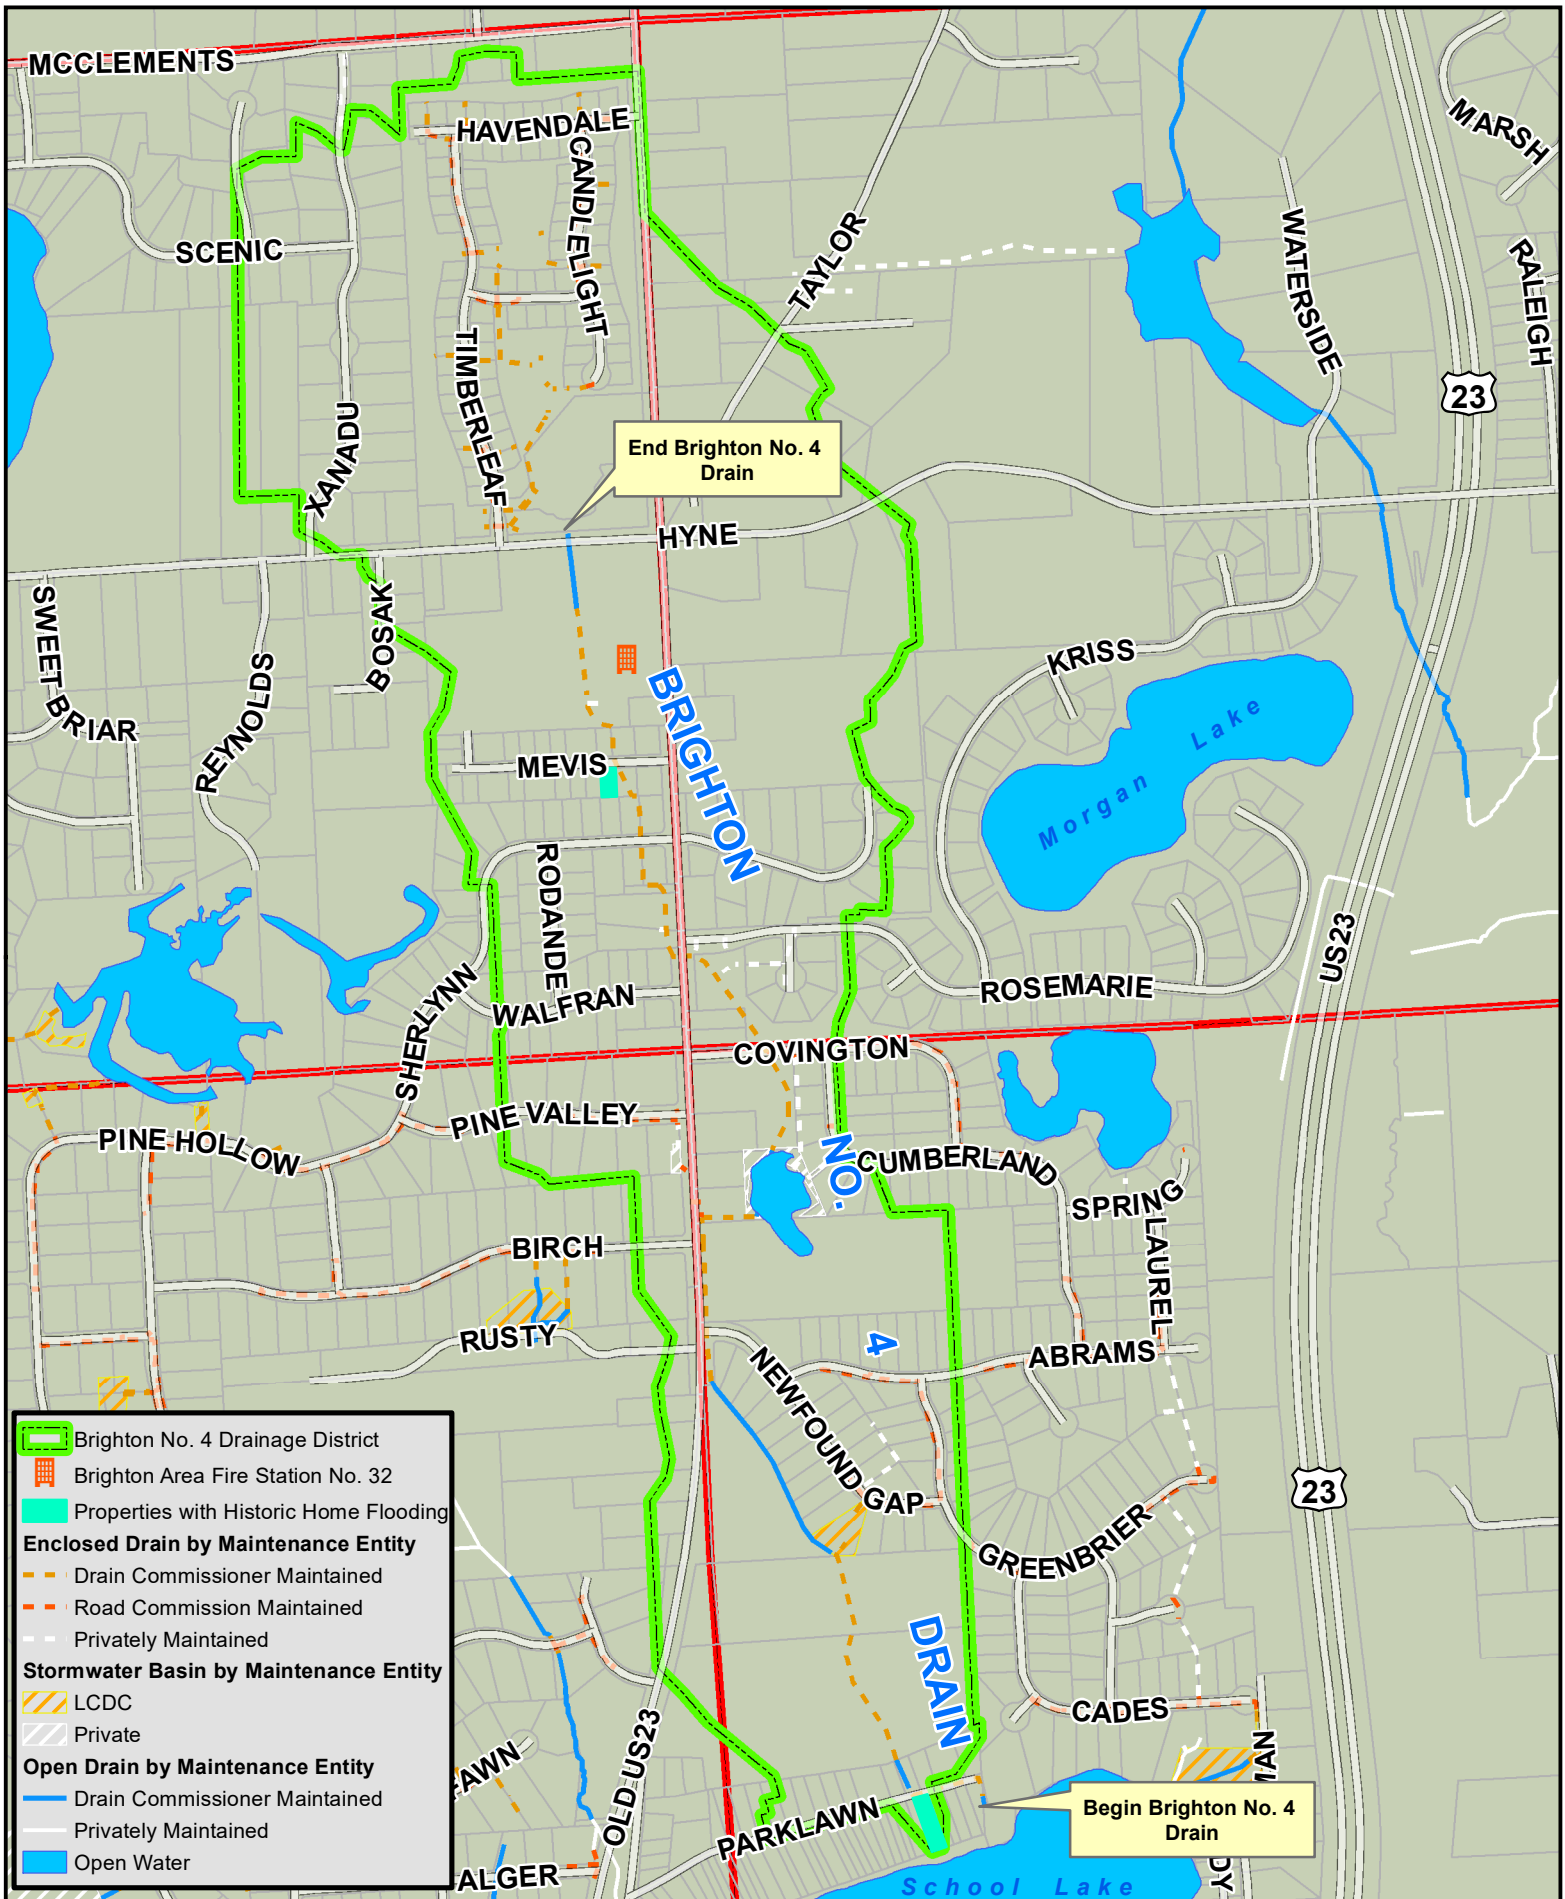 MCCLEMENTS
MARSH
HAVENDALE
CANDLELIGHT
SCENIC
TAYLOR
WATERSIDE
RALEIGH
TIMBERLEAF
XANADU
23
End Brighton No. 4
Drain
HYNE
SWEET BRIAR
BOSAK
REYNOLDS
KRISS
BRIGHTON
MEVIS
Morgan Lake
RODANDE
SHERLYNN
WALFRAN
ROSEMARIE
US23
COVINGTON
PINE VALLEY
PINE HOLLOW
NO.
CUMBERLAND
SPRING
LAUREL
BIRCH
RUSTY
4
ABRAMS
NEWFOUND GAP
23
GREENBRIER
DRAIN
CADES
OLD US23
FAWN
PARKLAWN
ALGER
Begin Brighton No. 4
Drain
School Lake
Brighton No. 4 Drainage District
Brighton Area Fire Station No. 32
Properties with Historic Home Flooding
Enclosed Drain by Maintenance Entity
Drain Commissioner Maintained
Road Commission Maintained
Privately Maintained
Stormwater Basin by Maintenance Entity
LCDC
Private
Open Drain by Maintenance Entity
Drain Commissioner Maintained
Privately Maintained
Open Water